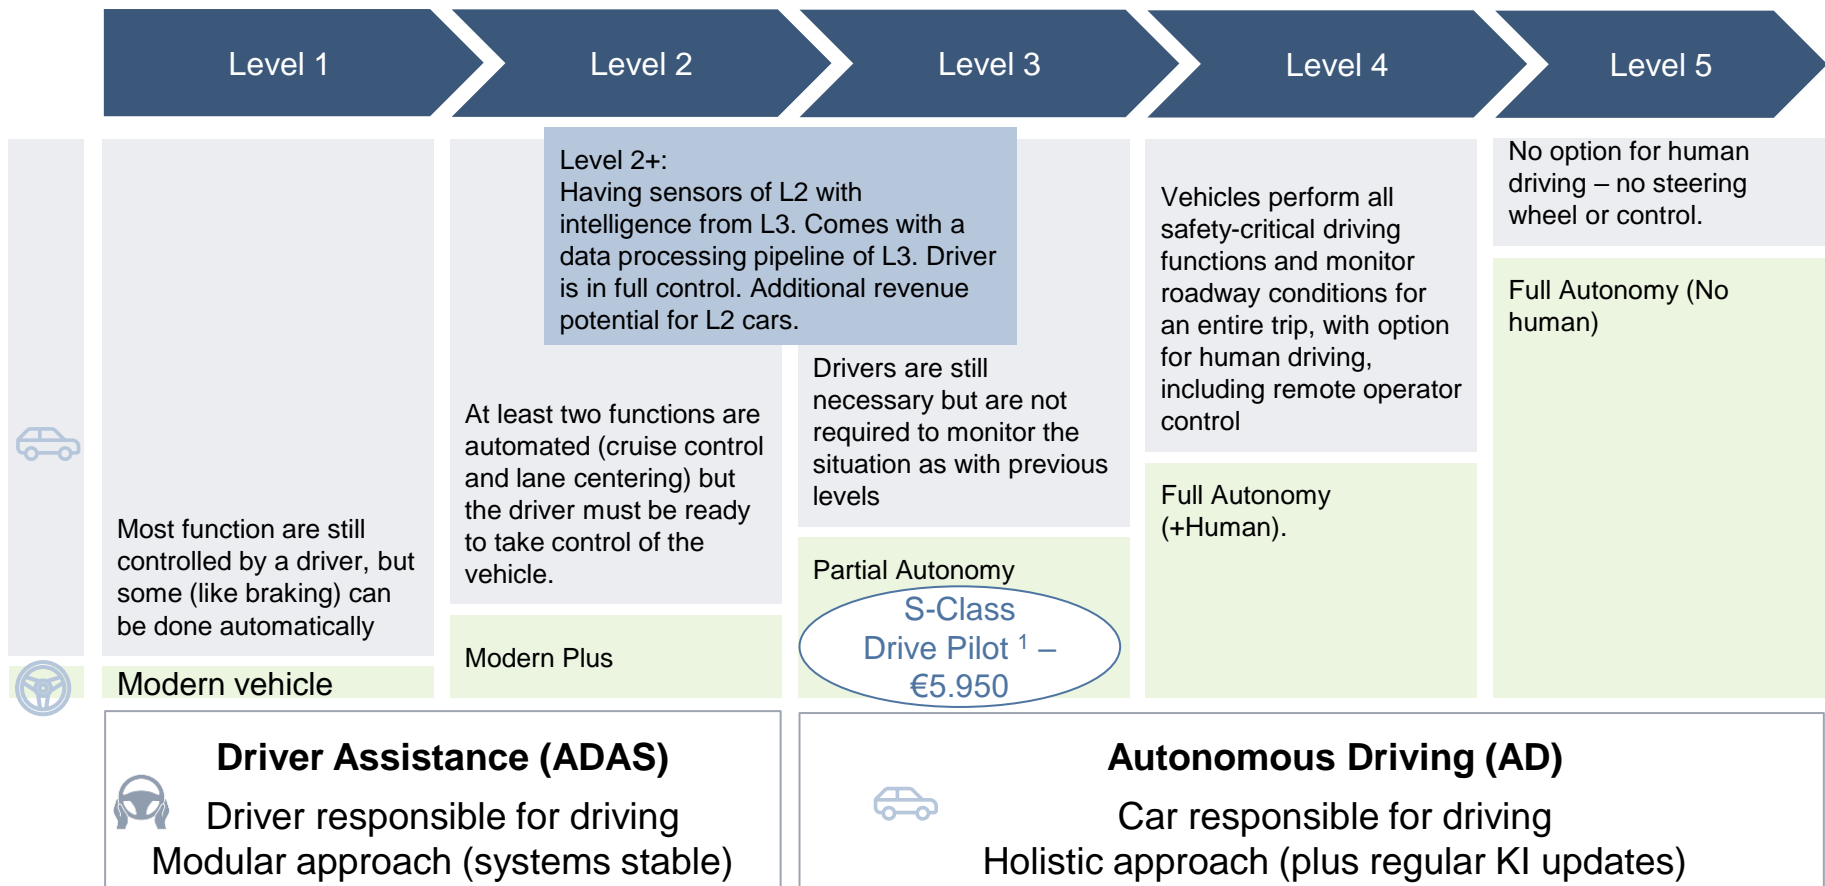 Level 1
Level 2
Level 3
Level 4
Level 5
Most function are still
controlled by a driver, but
some (like braking) can
be done automatically
Modern vehicle
At least two functions are
automated (cruise control
and lane centering) but
the driver must be ready
to take control of the
vehicle.
Modern Plus
Level 2+:
Having sensors of L2 with
intelligence from L3. Comes with a
data processing pipeline of L3. Driver
is in full control. Additional revenue
potential for L2 cars.
Drivers are still
necessary but are not
required to monitor the
situation as with previous
levels
Partial Autonomy
S-Class
Drive Pilot ¹ –
€5.950
Vehicles perform all
safety-critical driving
functions and monitor
roadway conditions for
an entire trip, with option
for human driving,
including remote operator
control
Full Autonomy
(+Human).
No option for human
driving – no steering
wheel or control.
Full Autonomy (No
human)
Driver Assistance (ADAS)
Driver responsible for driving
Modular approach (systems stable)
Autonomous Driving (AD)
Car responsible for driving
Holistic approach (plus regular KI updates)